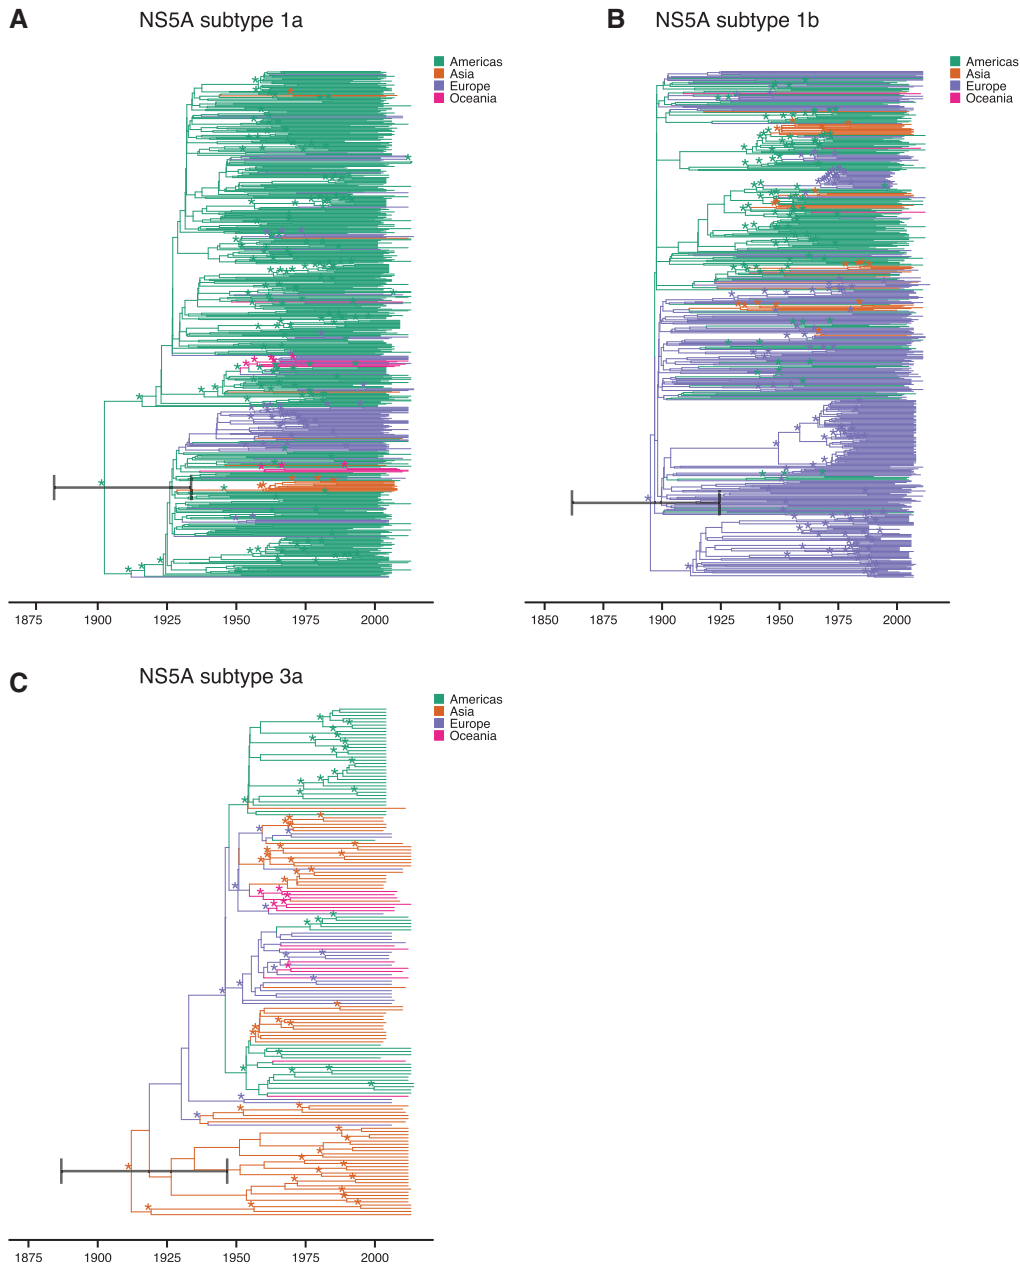 A NS5A subtype 1a
Americas
Asia
Europe
Oceania
1875 1900 1925 1950 1975 2000
B NS5A subtype 1b
Americas
Asia
Europe
Oceania
1850 1875 1900 1925 1950 1975 2000
C NS5A subtype 3a
Americas
Asia
Europe
Oceania
1875 1900 1925 1950 1975 2000